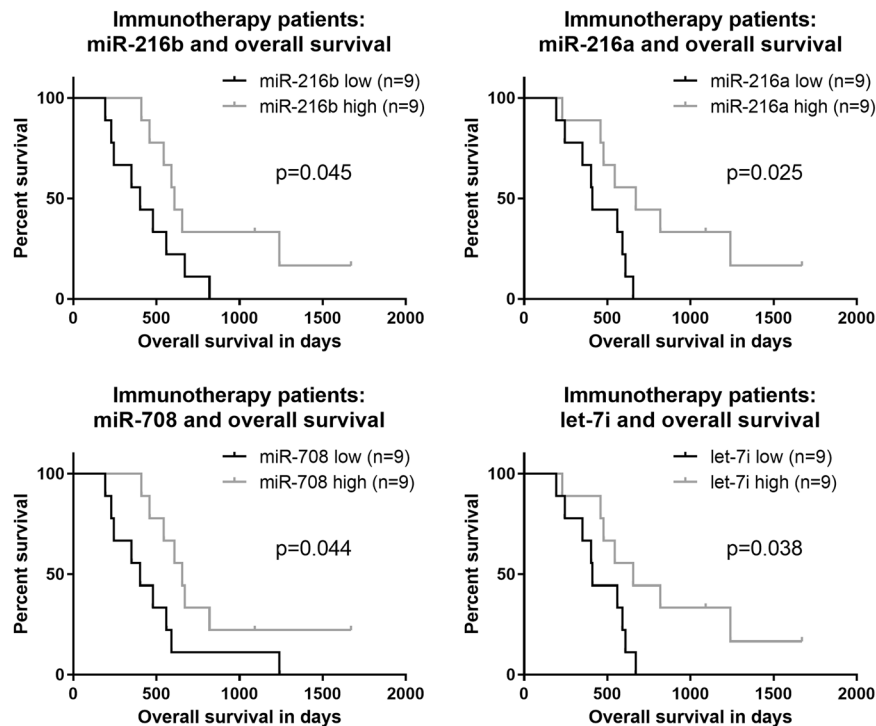 Immunotherapy patients:
miR-216b and overall survival
miR-216b low (n=9)
miR-216b high (n=9)
p=0.045
Percent survival
100
50
0
0 500 1000 1500 2000
Overall survival in days
Immunotherapy patients:
miR-216a and overall survival
miR-216a low (n=9)
miR-216a high (n=9)
p=0.025
Percent survival
100
50
0
0 500 1000 1500 2000
Overall survival in days
Immunotherapy patients:
miR-708 and overall survival
miR-708 low (n=9)
miR-708 high (n=9)
p=0.044
Percent survival
100
50
0
0 500 1000 1500 2000
Overall survival in days
Immunotherapy patients:
let-7i and overall survival
let-7i low (n=9)
let-7i high (n=9)
p=0.038
Percent survival
100
50
0
0 500 1000 1500 2000
Overall survival in days